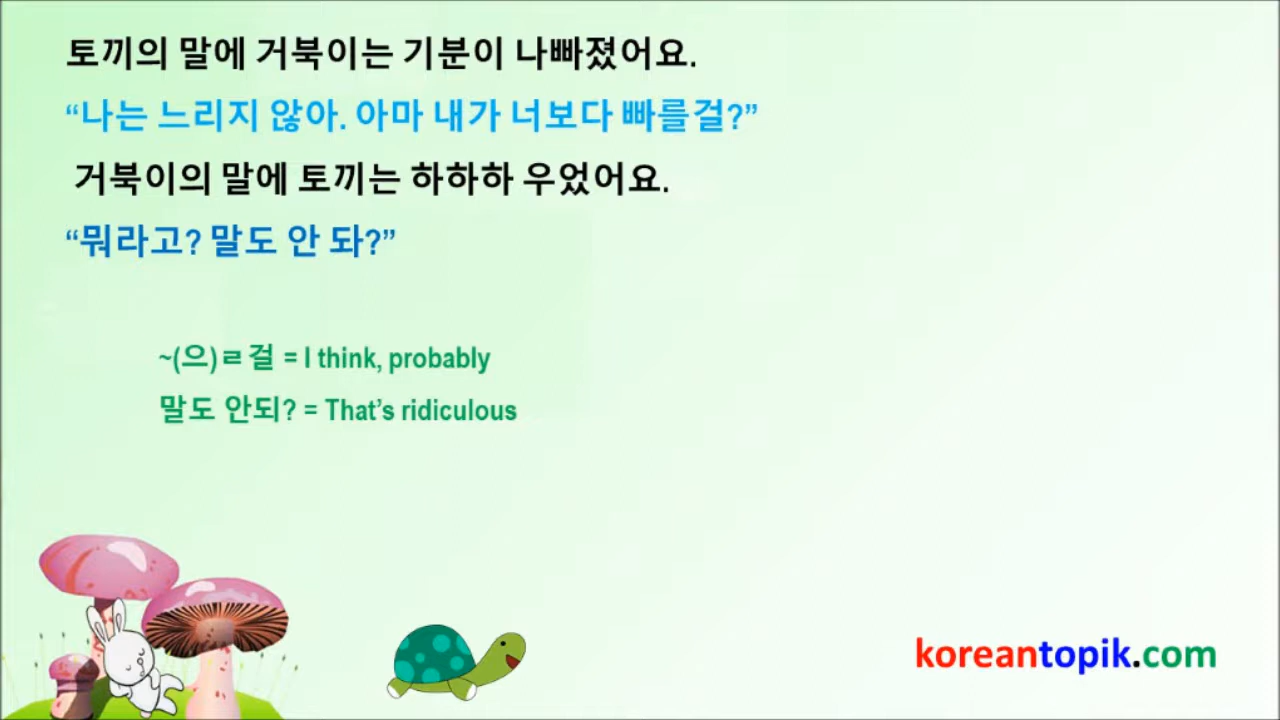 토끼의 말에 거북이는 기분이 나빠졌어요.
“나는 느리지 않아. 아마 내가 너보다 빠를걸?”
거북이의 말에 토끼는 하하하 우었어요.
“뭐라고? 말도 안 돠?”
~(으)ㄹ걸 = I think, probably
말도 안되? = That’s ridiculous
koreantopik.com